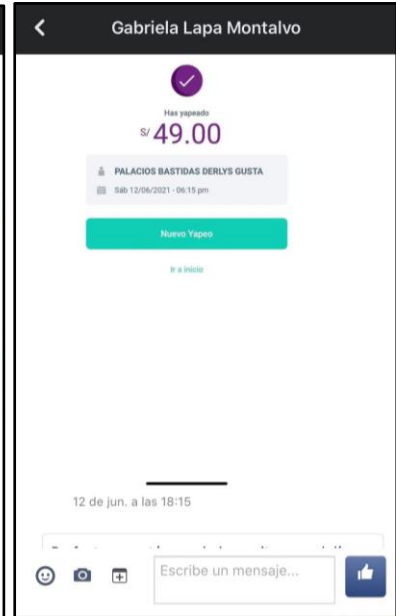 Gabriela Lapa Montalvo
Has yapeado
S/ 49.00
PALACIOS BASTIDAS DERLYS GUSTA
Sáb 12/06/2021 - 06:15 pm
Nuevo Yapeo
Ir a inicio
12 de jun. a las 18:15
Escribe un mensaje...